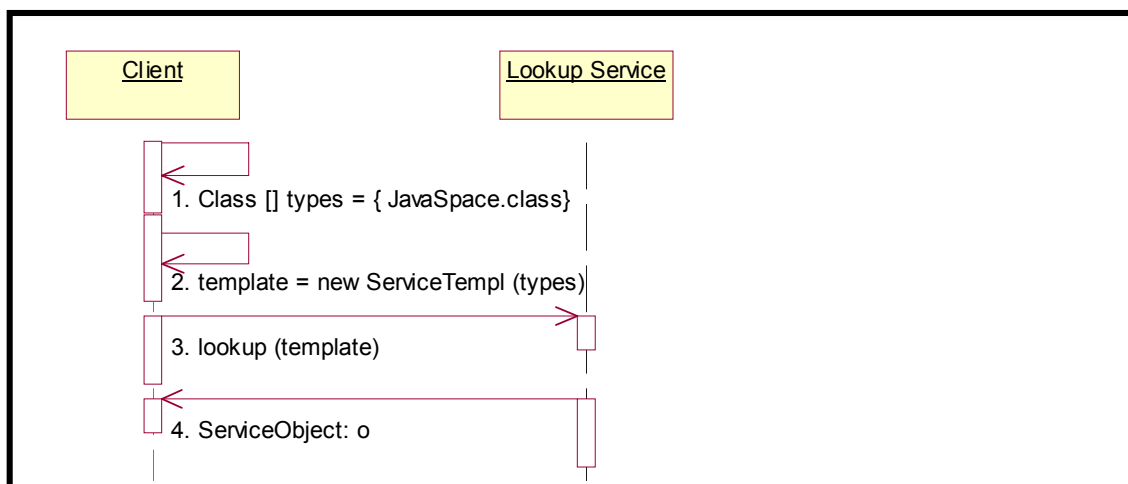 Client
Lookup Service
1. Class [] types = { JavaSpace.class}
2. template = new ServiceTempl (types)
3. lookup (template)
4. ServiceObject: o